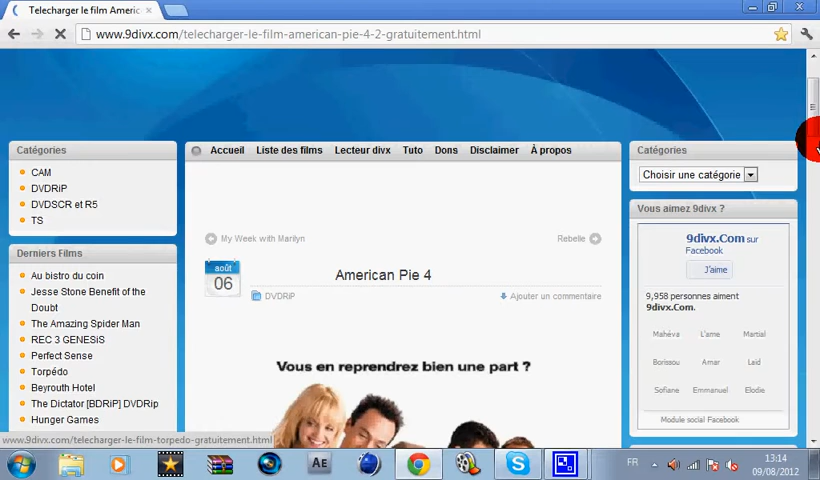 Telecharger le film Americ
www.9divx.com/telecharger-le-film-american-pie-4-2-gratuitement.html
Catégories
CAM
DVDRiP
DVDSCR et R5
TS
Derniers Films
Au bistro du coin
Jesse Stone Benefit of the
Doubt
The Amazing Spider Man
REC 3 GENESiS
Perfect Sense
Torpédo
Beyrouth Hotel
The Dictator [BDRiP] DVDRip
Hunger Games
www.9divx.com/telecharger-le-film-torpedo-gratuitement.html
Accueil Liste des films Lecteur divx Tuto Dons Disclaimer À propos
My Week with Marilyn Rebelle
août
06
American Pie 4
DVDRiP Ajouter un commentaire
Vous en reprendrez bien une part ?
Catégories
Choisir une catégorie
Vous aimez 9divx ?
9divx.Com sur
Facebook
J'aime
9,958 personnes aiment
9divx.Com.
Mahéva L'ame Martial
Borissou Amar Laid
Sofiane Emmanuel Elodie
Module social Facebook
Ae
FR
13:14
09/08/2012